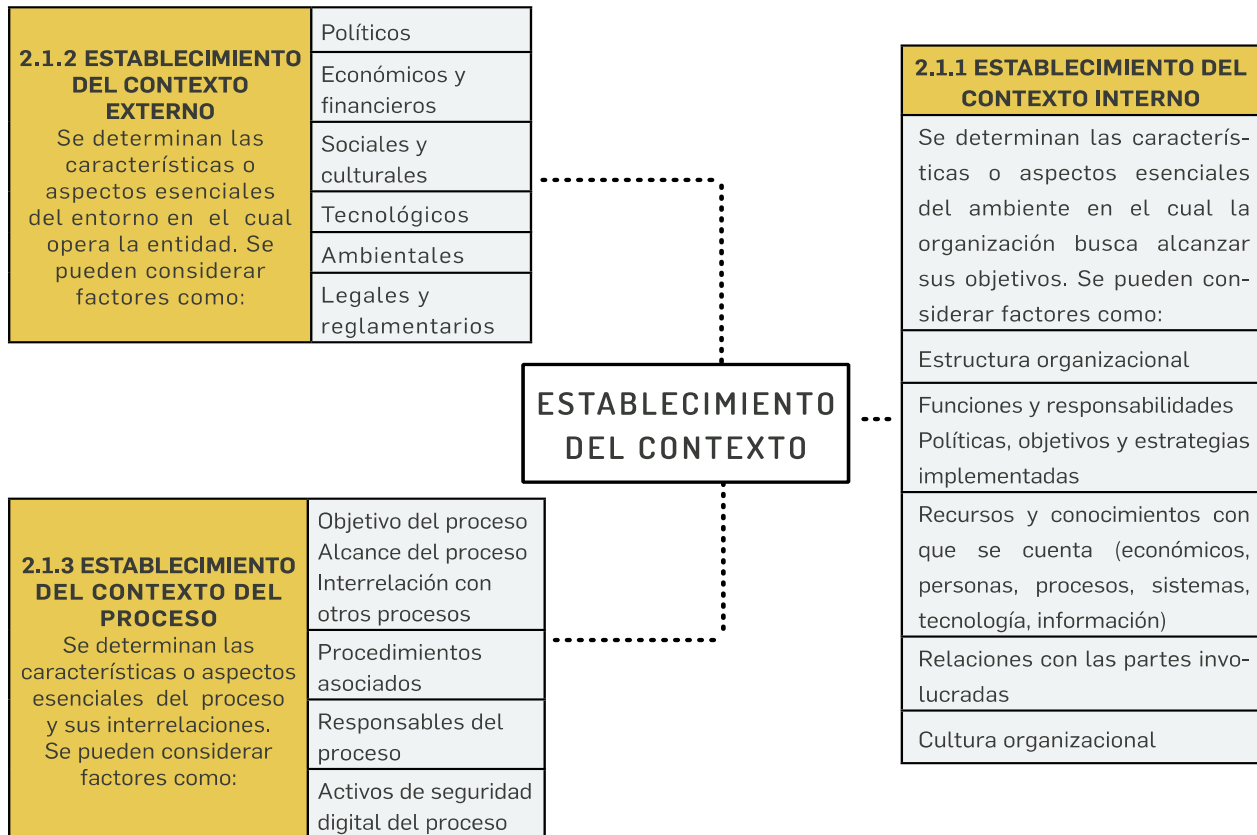 2.1.2 ESTABLECIMIENTO
DEL CONTEXTO
EXTERNO
Se determinan las
características o
aspectos esenciales
del entorno en el cual
opera la entidad. Se
pueden considerar
factores como:
Políticos
Económicos y
financieros
Sociales y
culturales
Tecnológicos
Ambientales
Legales y
reglamentarios
2.1.1 ESTABLECIMIENTO DEL
CONTEXTO INTERNO
Se determinan las caracterís-
ticas o aspectos esenciales
del ambiente en el cual la
organización busca alcanzar
sus objetivos. Se pueden con-
siderar factores como:
Estructura organizacional
Funciones y responsabilidades
Políticas, objetivos y estrategias
implementadas
Recursos y conocimientos con
que se cuenta (económicos,
personas, procesos, sistemas,
tecnología, información)
Relaciones con las partes invo-
lucradas
Cultura organizacional
ESTABLECIMIENTO
DEL CONTEXTO
2.1.3 ESTABLECIMIENTO
DEL CONTEXTO DEL
PROCESO
Se determinan las
características o aspectos
esenciales del proceso
y sus interrelaciones.
Se pueden considerar
factores como:
Objetivo del proceso
Alcance del proceso
Interrelación con
otros procesos
Procedimientos
asociados
Responsables del
proceso
Activos de seguridad
digital del proceso